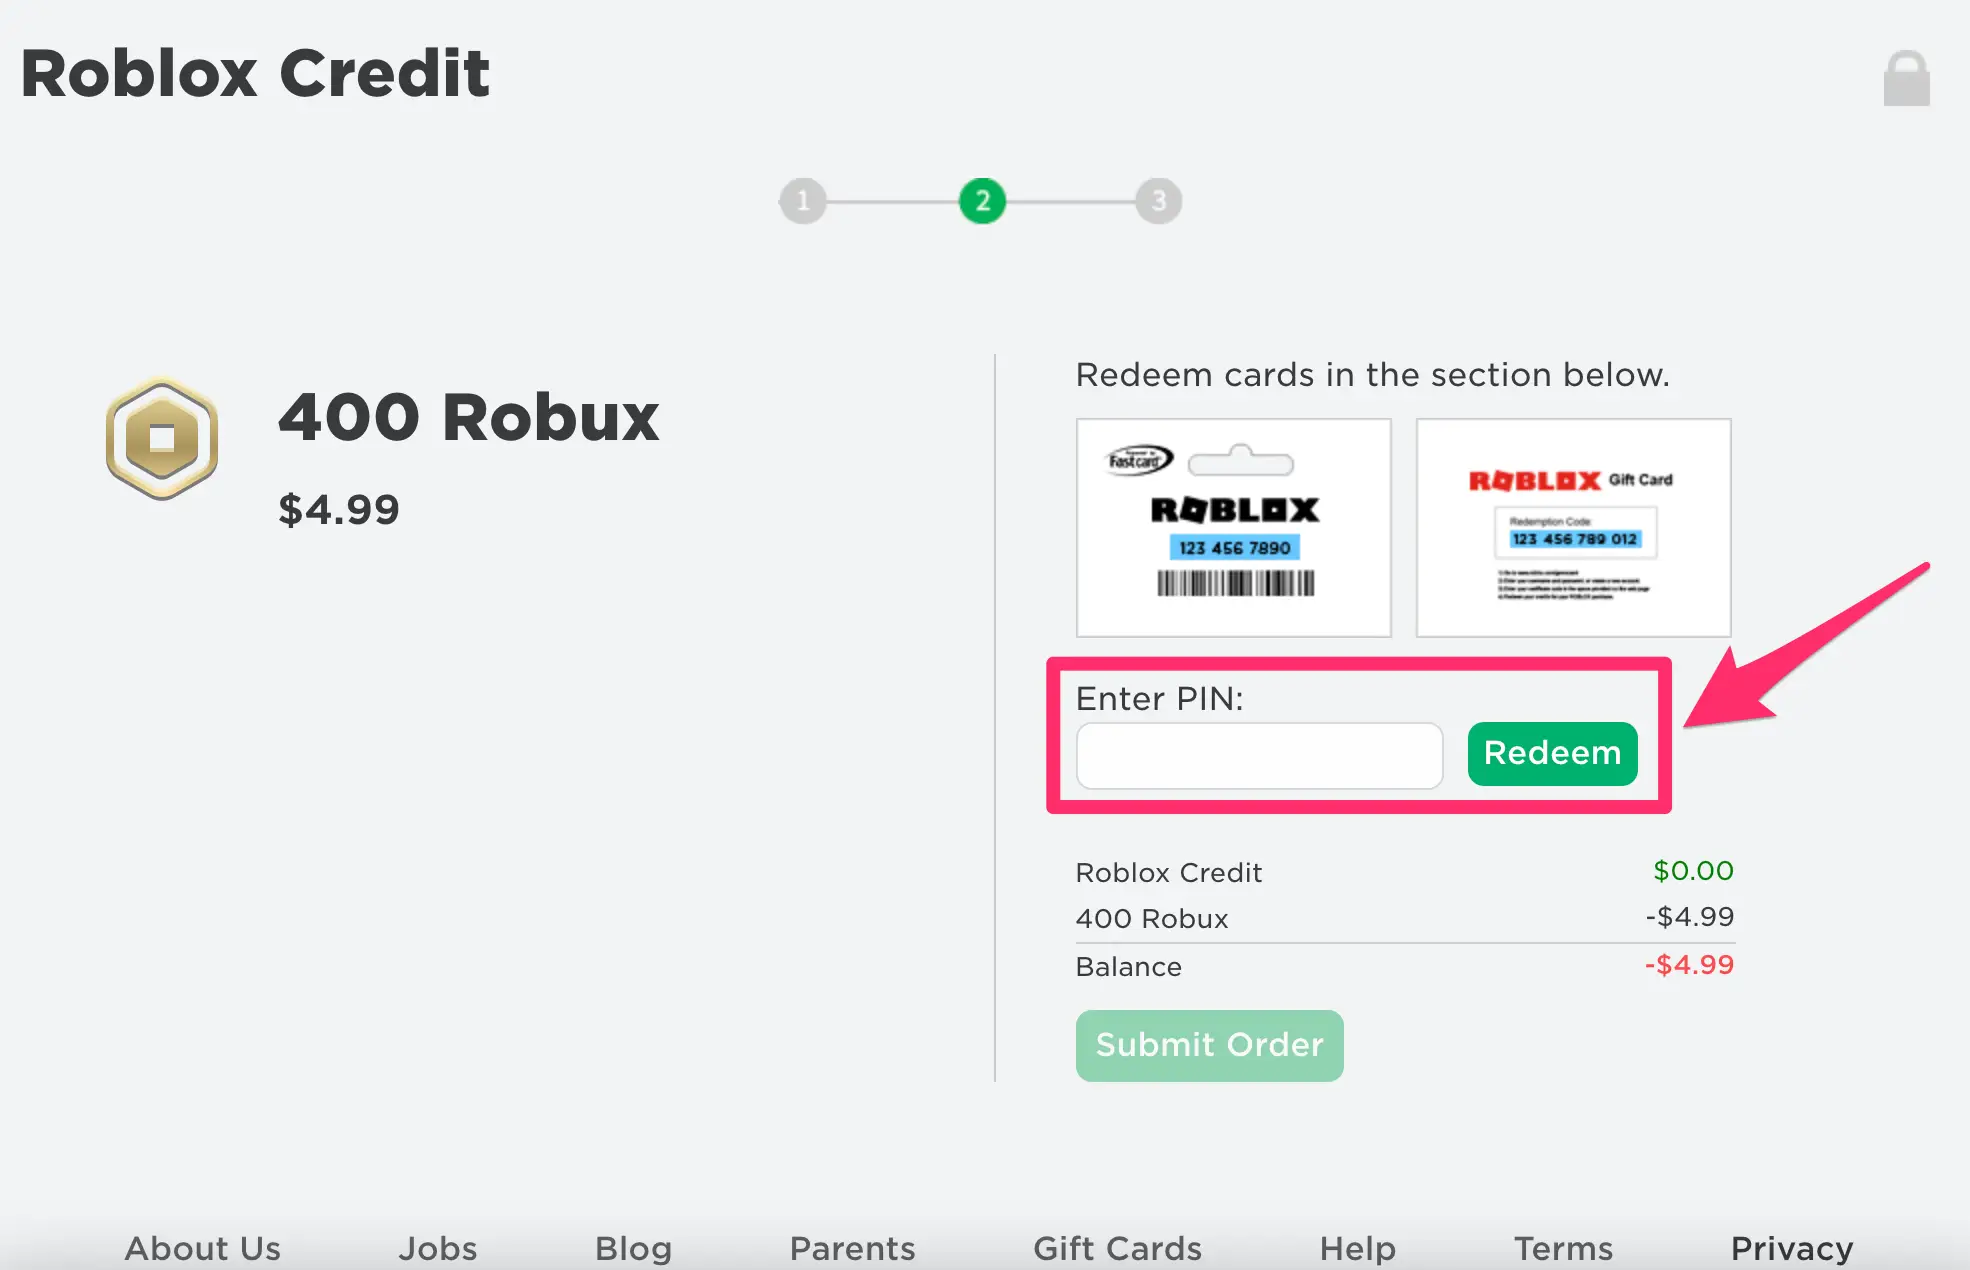 Roblox Credit
1 2 3
400 Robux
$4.99
Redeem cards in the section below.
Fastcard
ROBLOX
123 456 7890
ROBLOX Gift Card
Redemption Code:
123 456 789 012
Enter PIN:
Redeem
Roblox Credit $0.00
400 Robux -$4.99
Balance -$4.99
Submit Order
About Us Jobs Blog Parents Gift Cards Help Terms Privacy